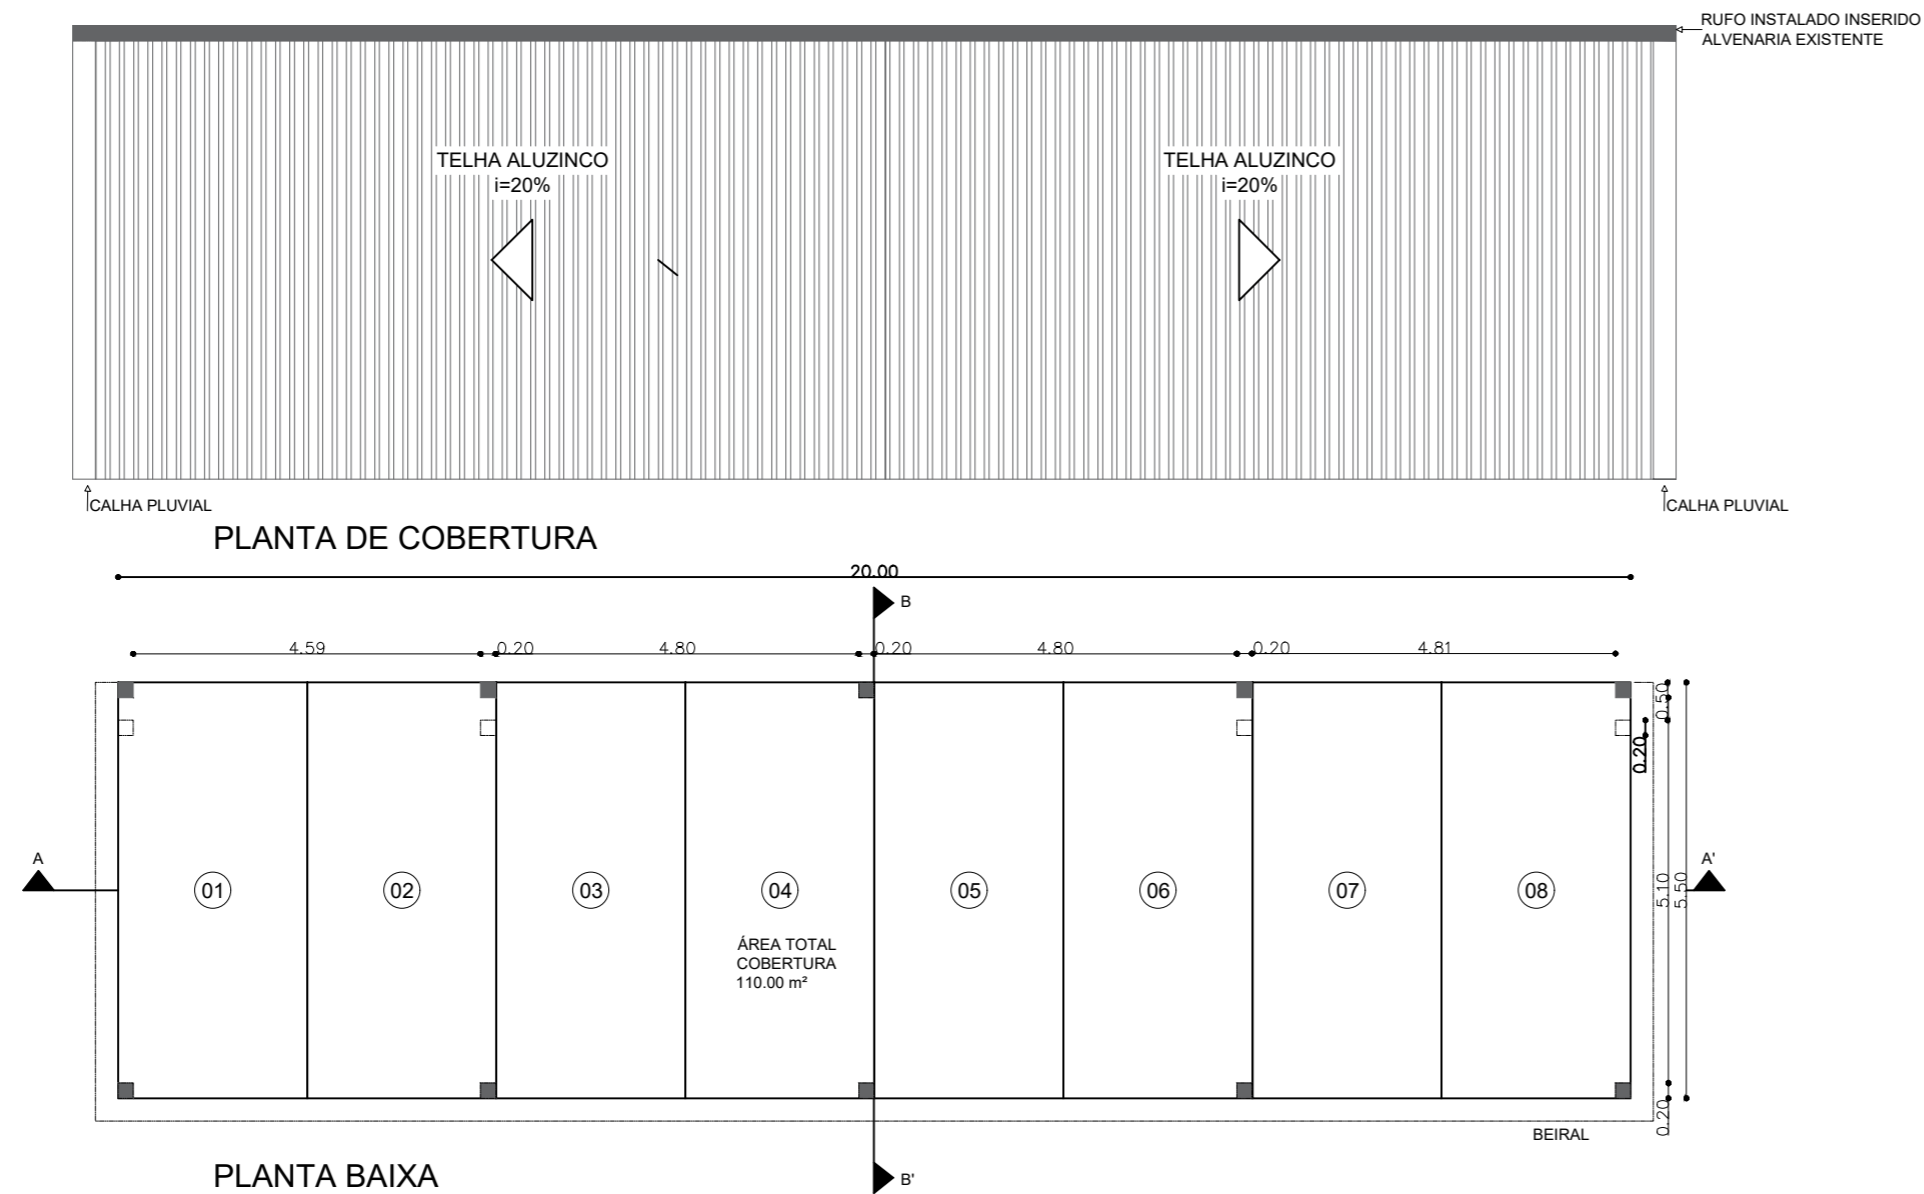 RUFO INSTALADO INSERIDO
ALVENARIA EXISTENTE
TELHA ALUZINCO
i=20%
TELHA ALUZINCO
i=20%
CALHA PLUVIAL
CALHA PLUVIAL
PLANTA DE COBERTURA
20.00
B
4.59
0.20
4.80
0.20
4.80
0.20
4.81
0.50
0.20
A
A'
01
02
03
04
05
06
07
08
5.10
5.50
ÁREA TOTAL
COBERTURA
110.00 m²
0.20
BEIRAL
PLANTA BAIXA
B'